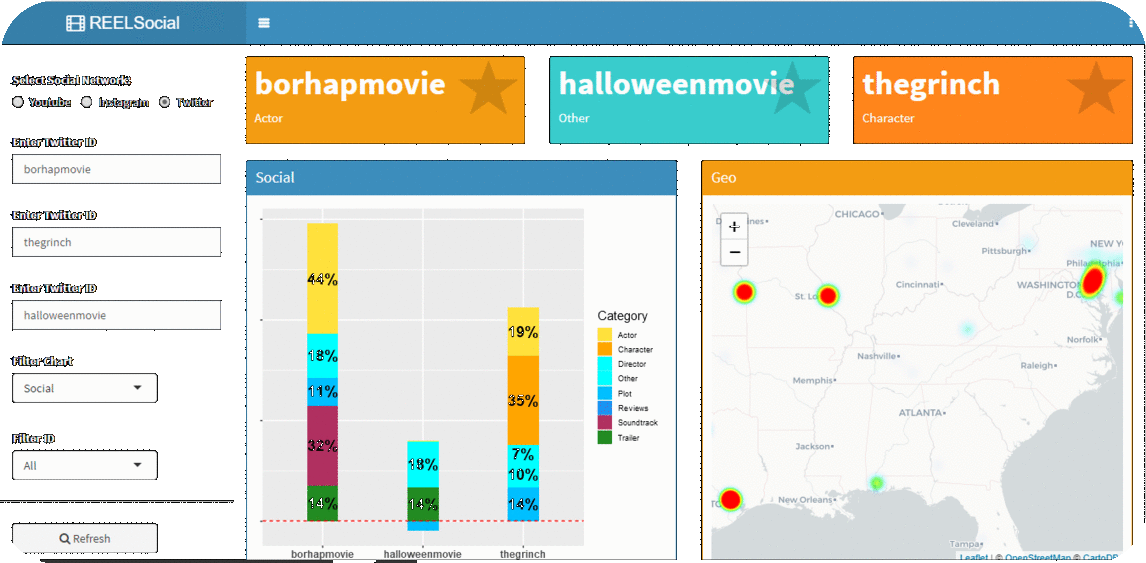 REELSocial
Select Social Network:
Youtube Instagram Twitter
Enter Twitter ID
borhapmovie
Enter Twitter ID
thegrinch
Enter Twitter ID
halloweenmovie
Filter Chart
Social
Filter ID
All
Refresh
borhapmovie
Actor
halloweenmovie
Other
thegrinch
Character
Social
44%
18%
11%
32%
14%
18%
14%
19%
35%
7%
10%
14%
borhapmovie
halloweenmovie
thegrinch
Category
Actor
Character
Director
Other
Plot
Reviews
Soundtrack
Trailer
Geo
+
−
CHICAGO
Cleveland
Pittsburgh
NEW Y
Philadelphia
WASHINGTON
D.C.
Cincinnati
St. Lo
Norfolk
Nashville
Raleigh
Memphis
ATLANTA
Jackson
New Orleans
Tampa
Leaflet | © OpenStreetMap © CartoDB